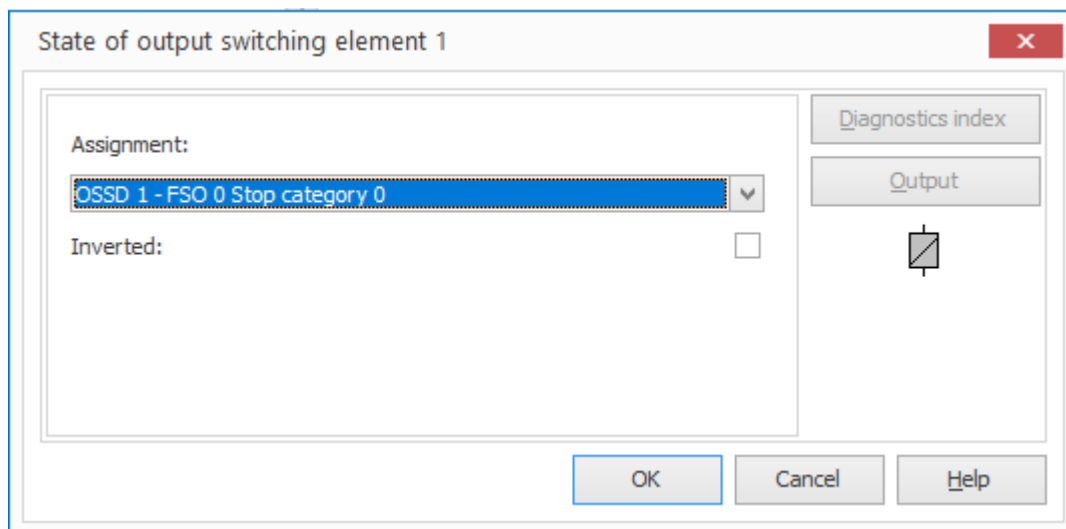 State of output switching element 1
Assignment:
OSSD 1 - FSO 0 Stop category 0
Inverted:
Diagnostics index
Output
OK
Cancel
Help